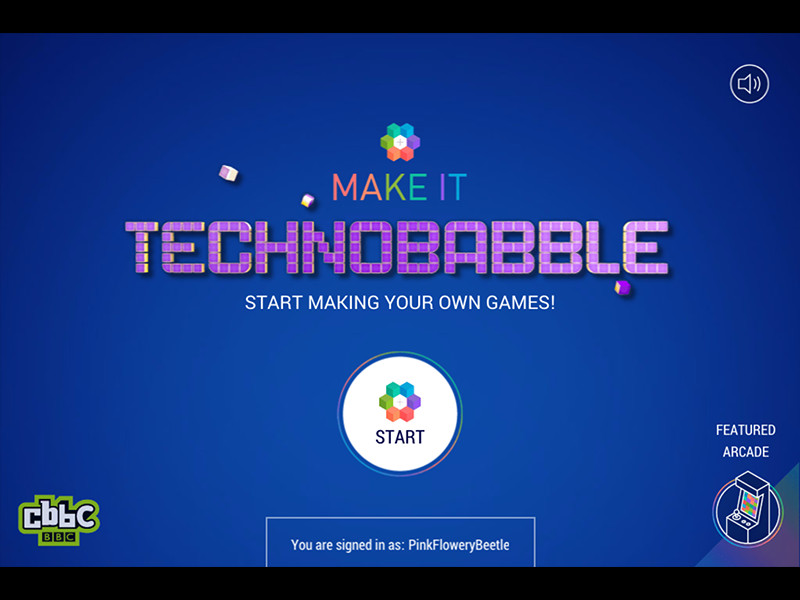 MAKE IT
TECHNOBABBLE
START MAKING YOUR OWN GAMES!
START
FEATURED
ARCADE
cbbc
BBC
You are signed in as: PinkFloweryBeetle